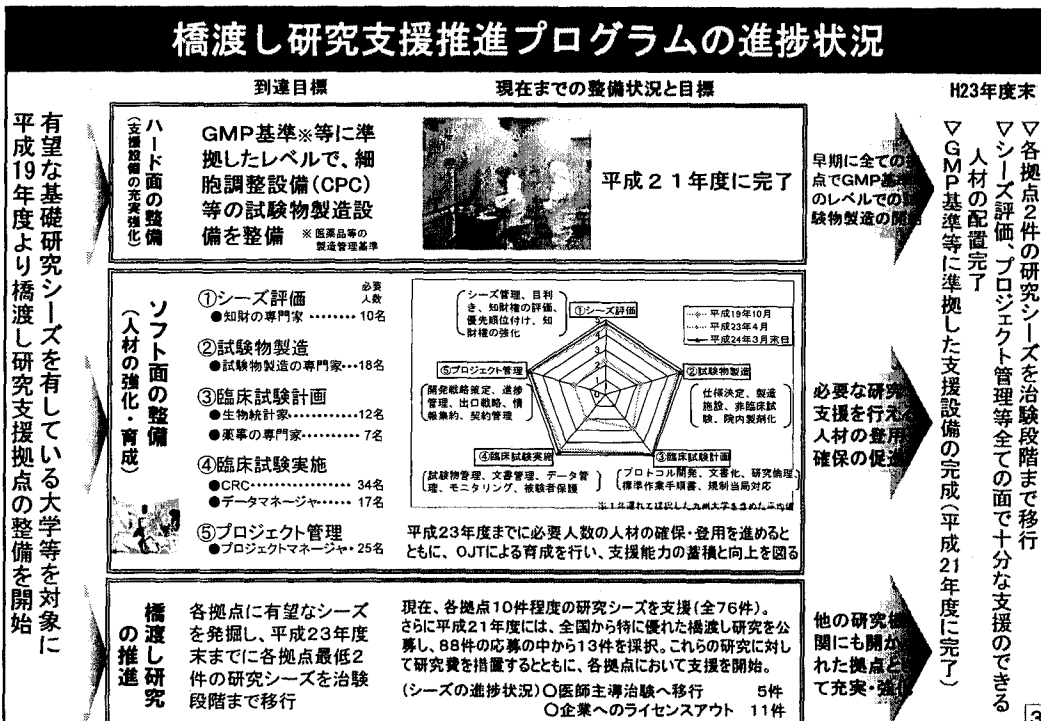 橋渡し研究支援推進プログラムの進捗状況
到達目標
現在までの整備状況と目標
H23年度末
有望な基礎研究シーズを有している大学等を対象に
平成19年度より橋渡し研究支援拠点の整備を開始
ハード面の整備
(支援設備の充実強化)
GMP基準※等に準
拠したレベルで、細
胞調整設備(CPC)
等の試験物製造設
備を整備 ※医薬品等の
製造管理基準
平成21年度に完了
早期に全ての
点でGMP基
のレベルでの
験物製造の開
ソフト面の整備
(人材の強化・育成)
必要
人数
①シーズ評価
●知財の専門家 ……… 10名
②試験物製造
●試験物製造の専門家…18名
③臨床試験計画
●生物統計家…………12名
●薬事の専門家……… 7名
④臨床試験実施
●CRC………………… 34名
●データマネージャ…… 17名
⑤プロジェクト管理
●プロジェクトマネージャ・25名
シーズ管理、目利
き、知財権の評価、
優先順位付け、知
財権の強化
①シーズ評価
平成19年10月
平成23年4月
平成24年3月末日
4
3
2
1
0
⑤プロジェクト管理
開発戦略策定、進捗
管理、出口戦略、情
報集約、契約管理
②試験物製造
仕様決定、製造
施設、非臨床試
験、院内製剤化
④臨床試験実施
試験物管理、文書管理、データ管
理、モニタリング、被験者保護
③臨床試験計画
プロトコル開発、文書化、研究倫理、
標準作業手順書、規制当局対応
※1年遅れて採択した九州大学を含めた平均値
平成23年度までに必要人数の人材の確保・登用を進めると
ともに、OJTによる育成を行い、支援能力の蓄積と向上を図る
必要な研究
支援を行え
人材の登用
確保の促進
橋渡し研究
の推進
各拠点に有望なシーズ
を発掘し、平成23年度
末までに各拠点最低2
件の研究シーズを治験
段階まで移行
現在、各拠点10件程度の研究シーズを支援(全76件)。
さらに平成21年度には、全国から特に優れた橋渡し研究を公
募し、88件の応募の中から13件を採択。これらの研究に対し
て研究費を措置するとともに、各拠点において支援を開始。
(シーズの進捗状況)○医師主導治験へ移行 5件
○企業へのライセンスアウト 11件
他の研究機
関にも開か
れた拠点と
て充実・強化
▽各拠点2件の研究シーズを治験段階まで移行
▽シーズ評価、プロジェクト管理等全ての面で十分な支援のできる
人材の配置完了
▽GMP基準等に準拠した支援設備の完成(平成21年度に完了)
3